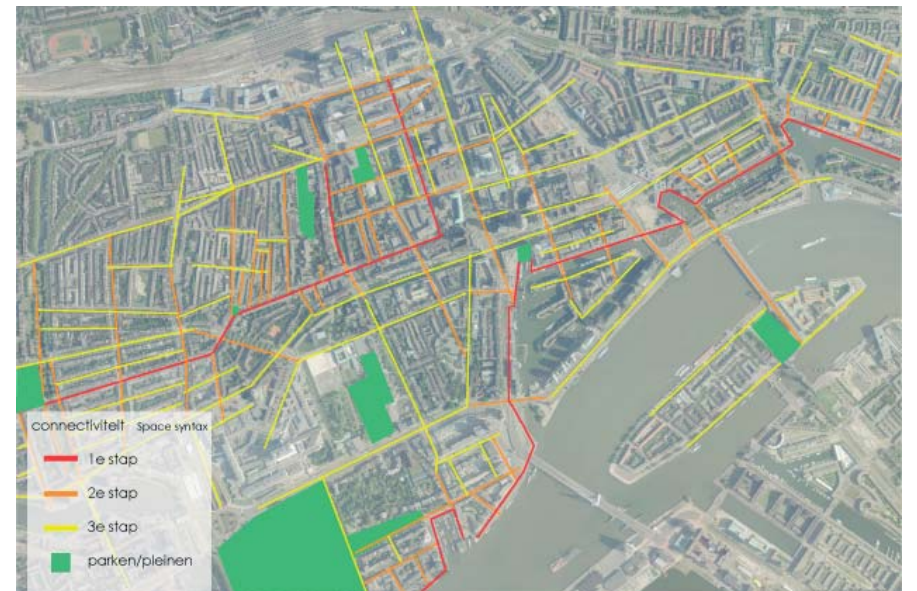 connectiviteit Space syntax
1e stap
2e stap
3e stap
parken/pleinen